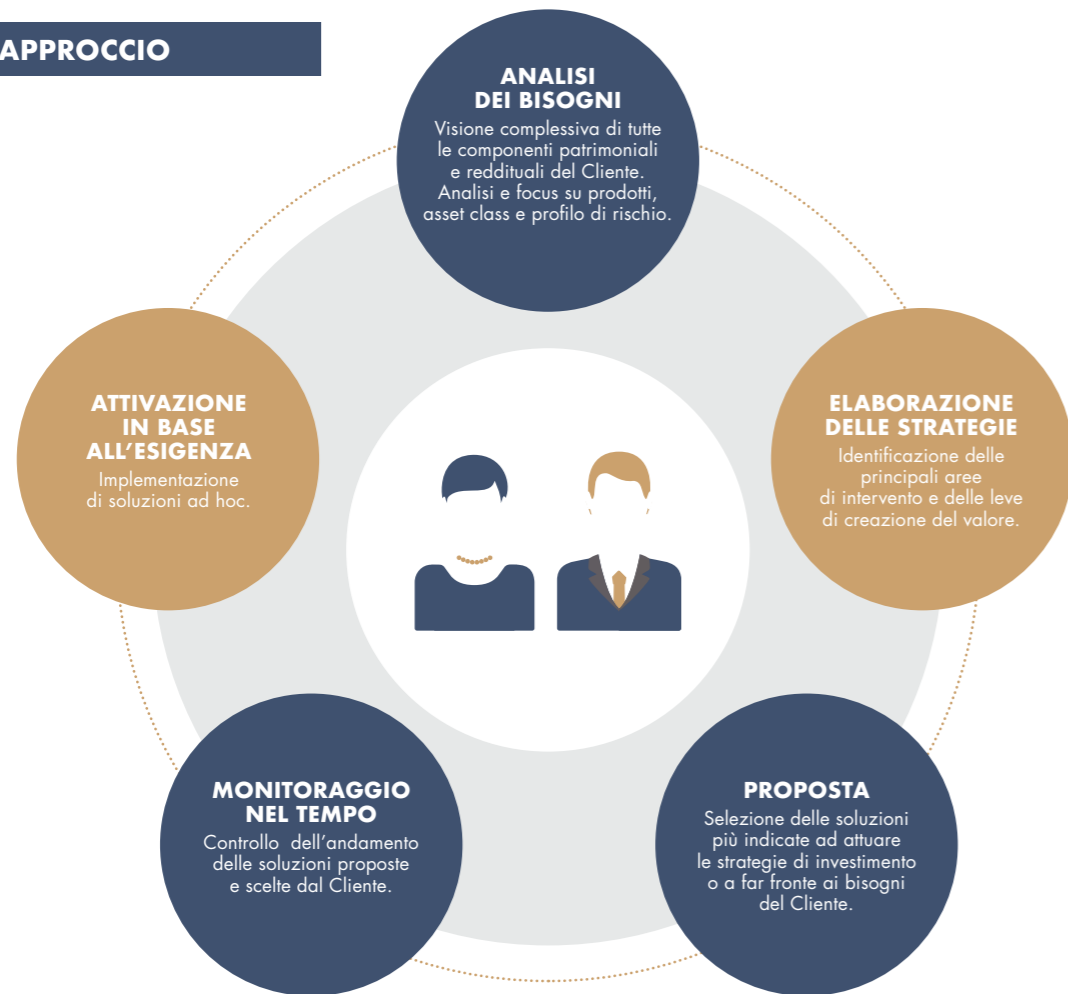 APPROCCIO
ANALISI
DEI BISOGNI
Visione complessiva di tutte
le componenti patrimoniali
e reddituali del Cliente.
Analisi e focus su prodotti,
asset class e profilo di rischio.
ELABORAZIONE
DELLE STRATEGIE
Identificazione delle
principali aree
di intervento e delle leve
di creazione del valore.
PROPOSTA
Selezione delle soluzioni
più indicate ad attuare
le strategie di investimento
o a far fronte ai bisogni
del Cliente.
MONITORAGGIO
NEL TEMPO
Controllo dell’andamento
delle soluzioni proposte
e scelte dal Cliente.
ATTIVAZIONE
IN BASE
ALL’ESIGENZA
Implementazione
di soluzioni ad hoc.